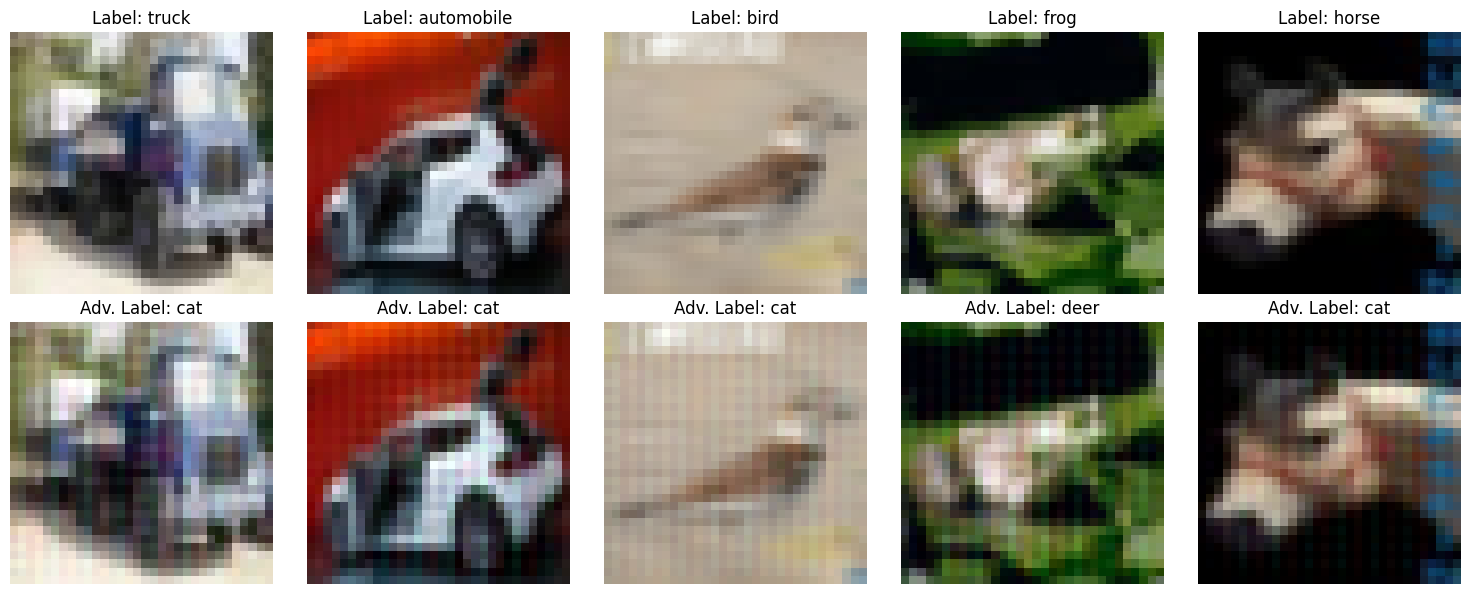 Label: truck
Label: automobile
Label: bird
Label: frog
Label: horse
Adv. Label: cat
Adv. Label: cat
Adv. Label: cat
Adv. Label: deer
Adv. Label: cat